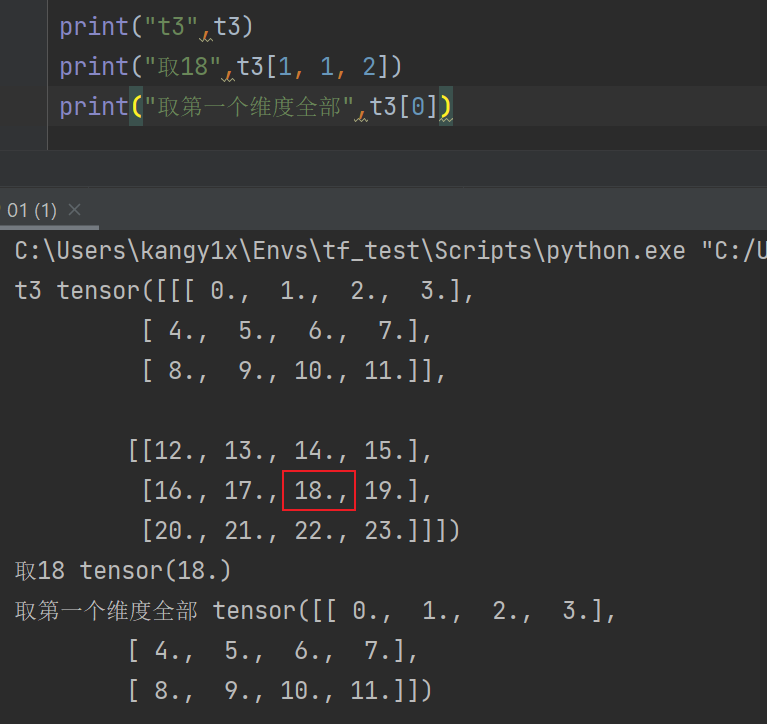 print("t3",t3)
print("取18",t3[1, 1, 2])
print("取第一个维度全部",t3[0])
01 (1) ×
C:\Users\kangy1x\Envs\tf_test\Scripts\python.exe "C:/U
t3 tensor([[[ 0.,  1.,  2.,  3.],
         [ 4.,  5.,  6.,  7.],
         [ 8.,  9., 10., 11.]],
        [[12., 13., 14., 15.],
         [16., 17., 18., 19.],
         [20., 21., 22., 23.]]])
取18 tensor(18.)
取第一个维度全部 tensor([[ 0.,  1.,  2.,  3.],
        [ 4.,  5.,  6.,  7.],
        [ 8.,  9., 10., 11.]])